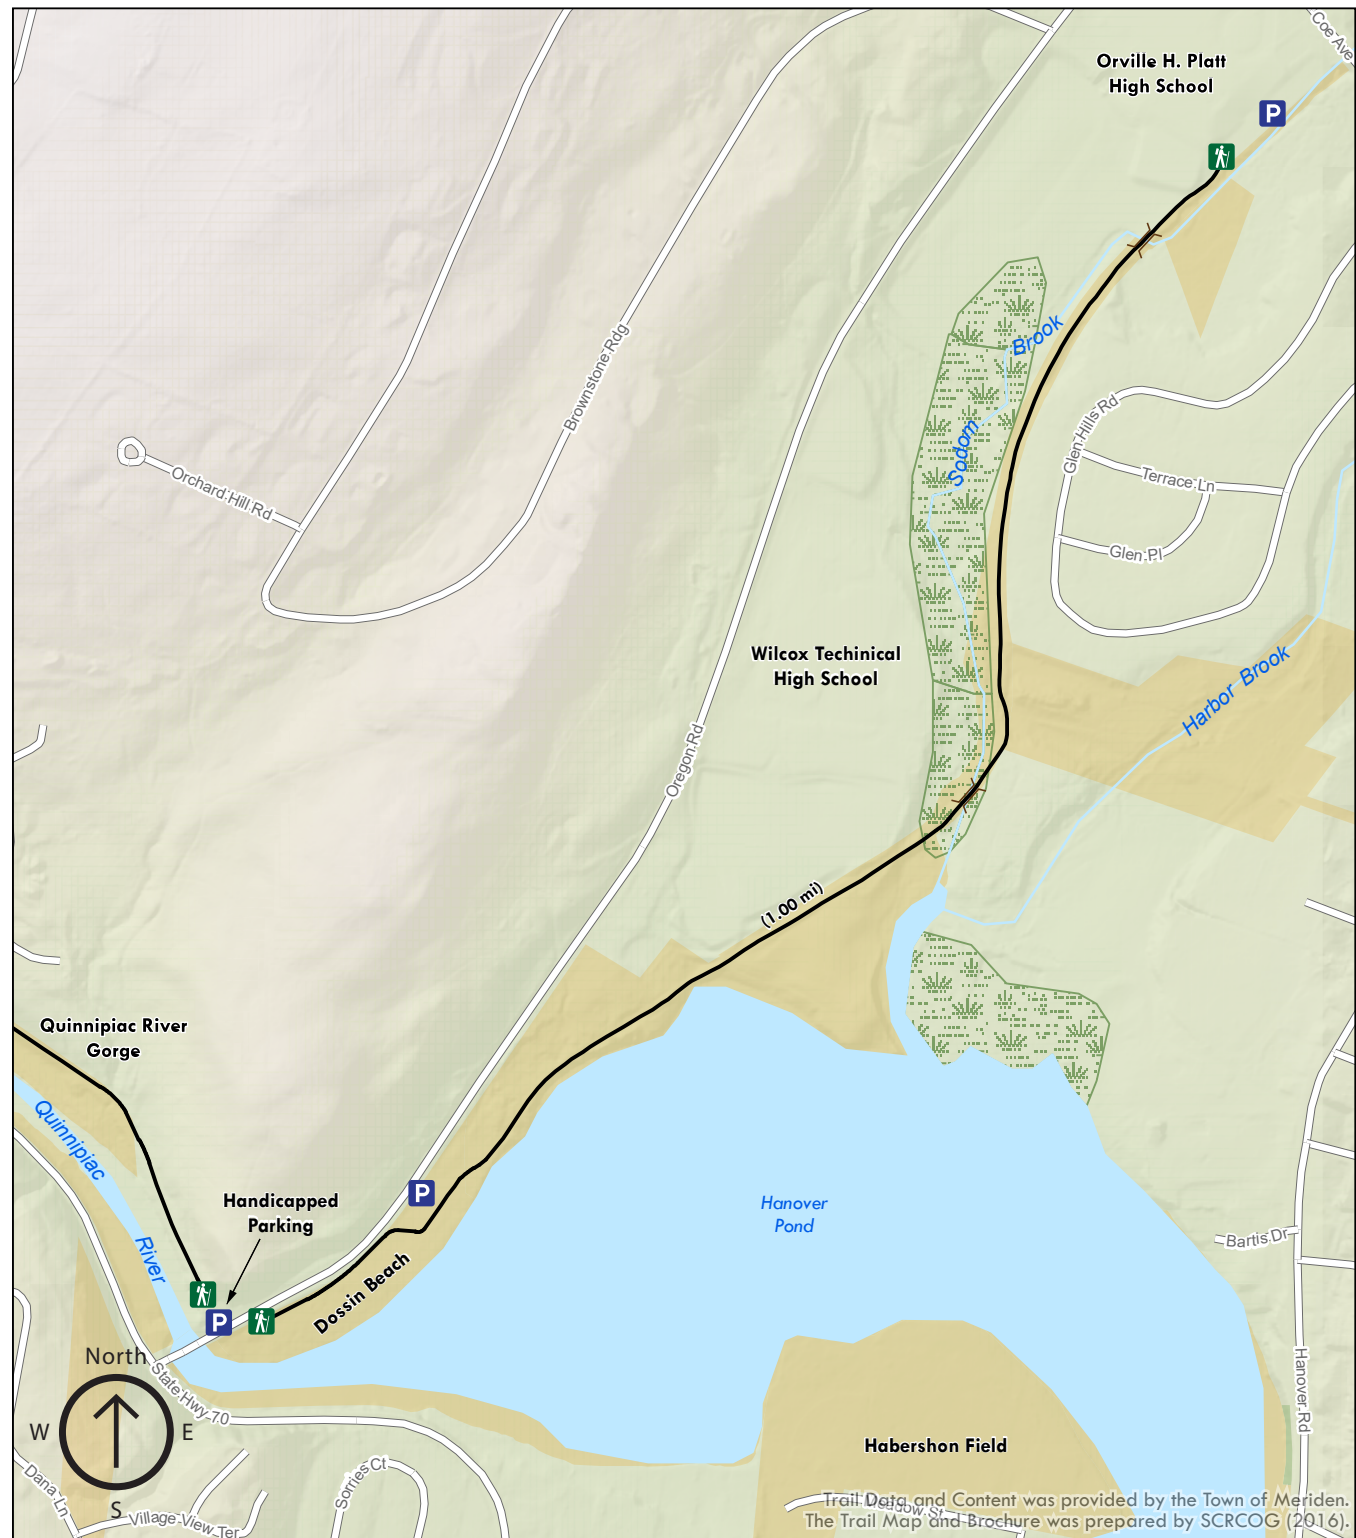 Coe Ave
Orville H. Platt
High School
P
Brook
Sodom
Brownstone Rdg
Orchard Hill Rd
Glen Hills Rd
Terrace Ln
Glen Pl
Harbor Brook
Wilcox Techinical
High School
Oregon Rd
(1.00 mi)
Quinnipiac River
Gorge
Quinnipiac
River
Handicapped
Parking
P
P
Dossin Beach
Hanover
Pond
Bartis Dr
Hanover Rd
North
W
E
S
State Hwy 70
Habershon Field
Dana Ln
Village View Ter
Sorries Ct
Meadow St
Trail Data and Content was provided by the Town of Meriden.
The Trail Map and Brochure was prepared by SCRCOG (2016).